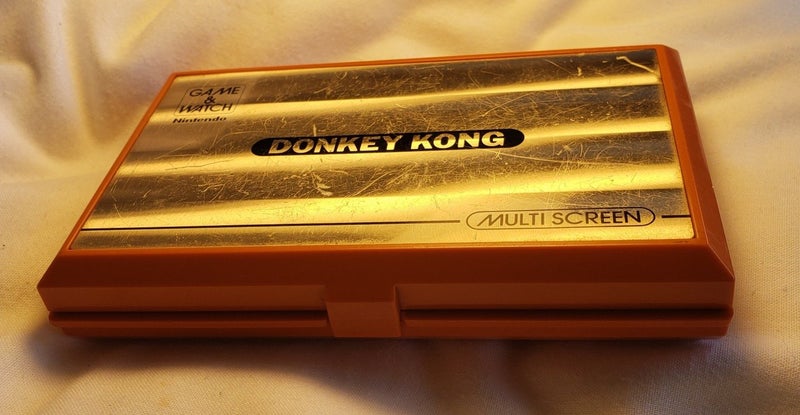 GAME
&
WATCH
Nintendo
DONKEY KONG
MULTI SCREEN